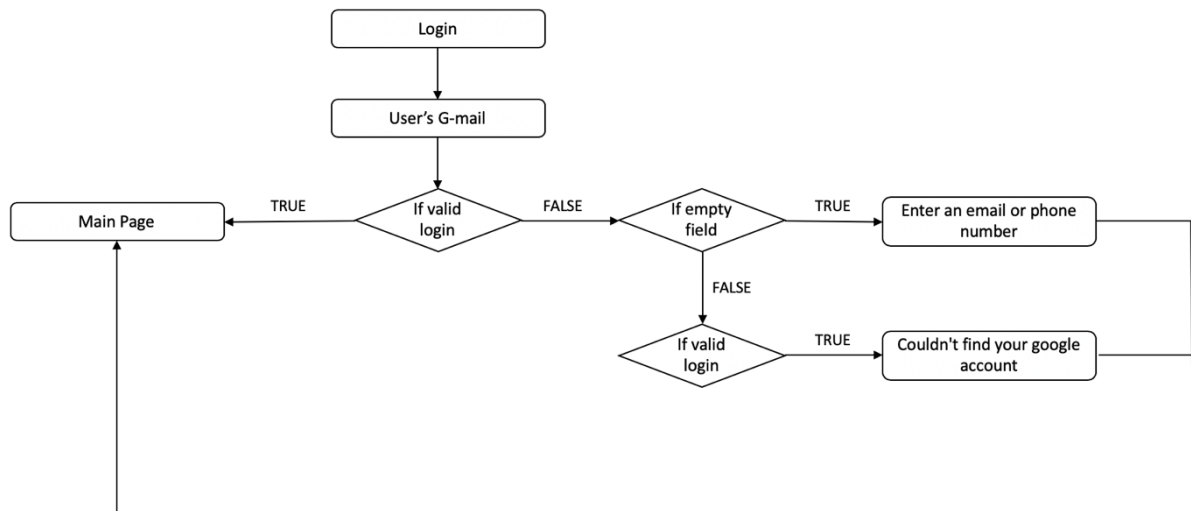 Login
User's G-mail
Main Page
TRUE
If valid
login
FALSE
If empty
field
TRUE
Enter an email or phone
number
FALSE
If valid
login
TRUE
Couldn't find your google
account